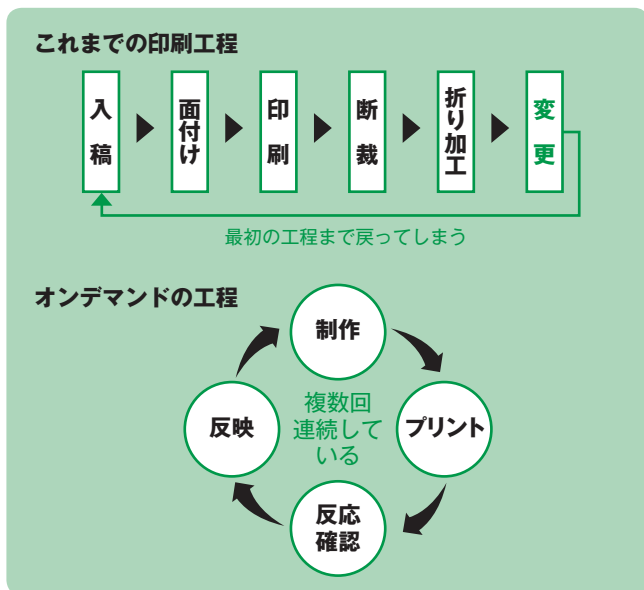 これまでの印刷工程
入稿
面付け
印刷
断裁
折り加工
変更
最初の工程まで戻ってしまう
オンデマンドの工程
制作
プリント
反応
確認
反映
複数回
連続して
いる